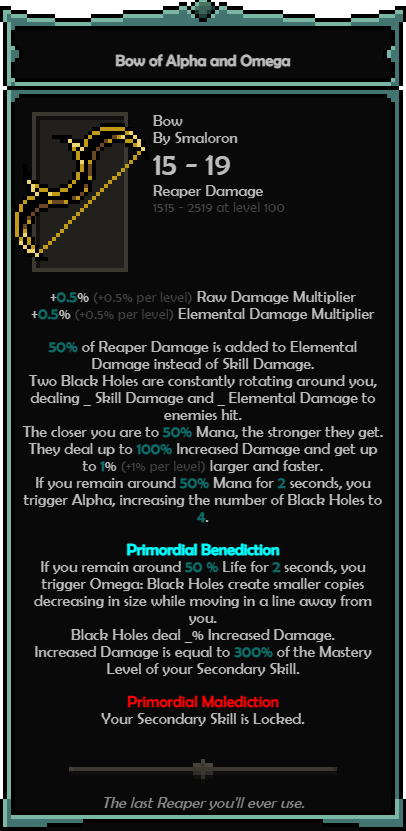 Bow of Alpha and Omega
Bow
By Smaloron
15 - 19
Reaper Damage
1515 - 2519 at level 100
+0.5% (+0.5% per level) Raw Damage Multiplier
+0.5% (+0.5% per level) Elemental Damage Multiplier
50% of Reaper Damage is added to Elemental
Damage instead of Skill Damage.
Two Black Holes are constantly rotating around you,
dealing _ Skill Damage and _ Elemental Damage to
enemies hit.
The closer you are to 50% Mana, the stronger they get.
They deal up to 100% Increased Damage and get up
to 1% (+1% per level) larger and faster.
If you remain around 50% Mana for 2 seconds, you
trigger Alpha, increasing the number of Black Holes to
4.
Primordial Benediction
If you remain around 50 % Life for 2 seconds, you
trigger Omega: Black Holes create smaller copies
decreasing in size while moving in a line away from
you.
Black Holes deal _% Increased Damage.
Increased Damage is equal to 300% of the Mastery
Level of your Secondary Skill.
Primordial Malediction
Your Secondary Skill is Locked.
The last Reaper you'll ever use.